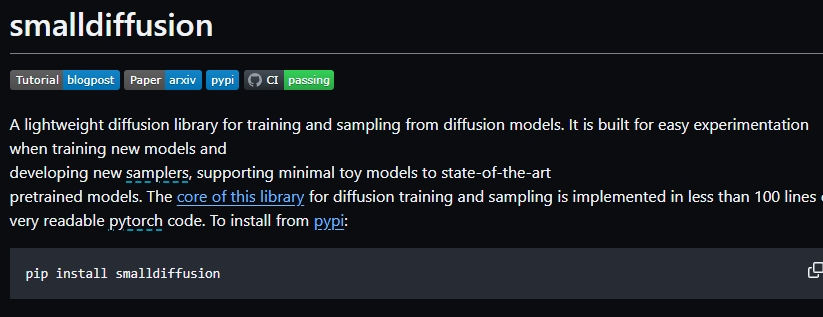 smalldiffusion
Tutorial blogpost Paper arxiv pypi CI passing
A lightweight diffusion library for training and sampling from diffusion models. It is built for easy experimentation
when training new models and
developing new samplers, supporting minimal toy models to state-of-the-art
pretrained models. The core of this library for diffusion training and sampling is implemented in less than 100 lines
very readable pytorch code. To install from pypi:
pip install smalldiffusion